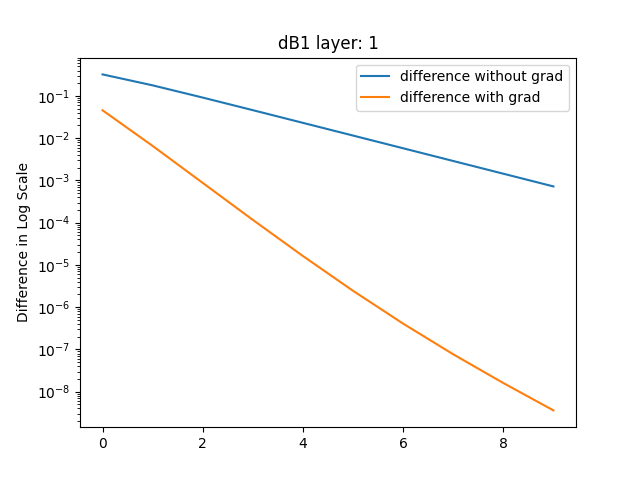 dB1 layer: 1
difference without grad
difference with grad
Difference in Log Scale
10⁻¹
10⁻²
10⁻³
10⁻⁴
10⁻⁵
10⁻⁶
10⁻⁷
10⁻⁸
0 2 4 6 8